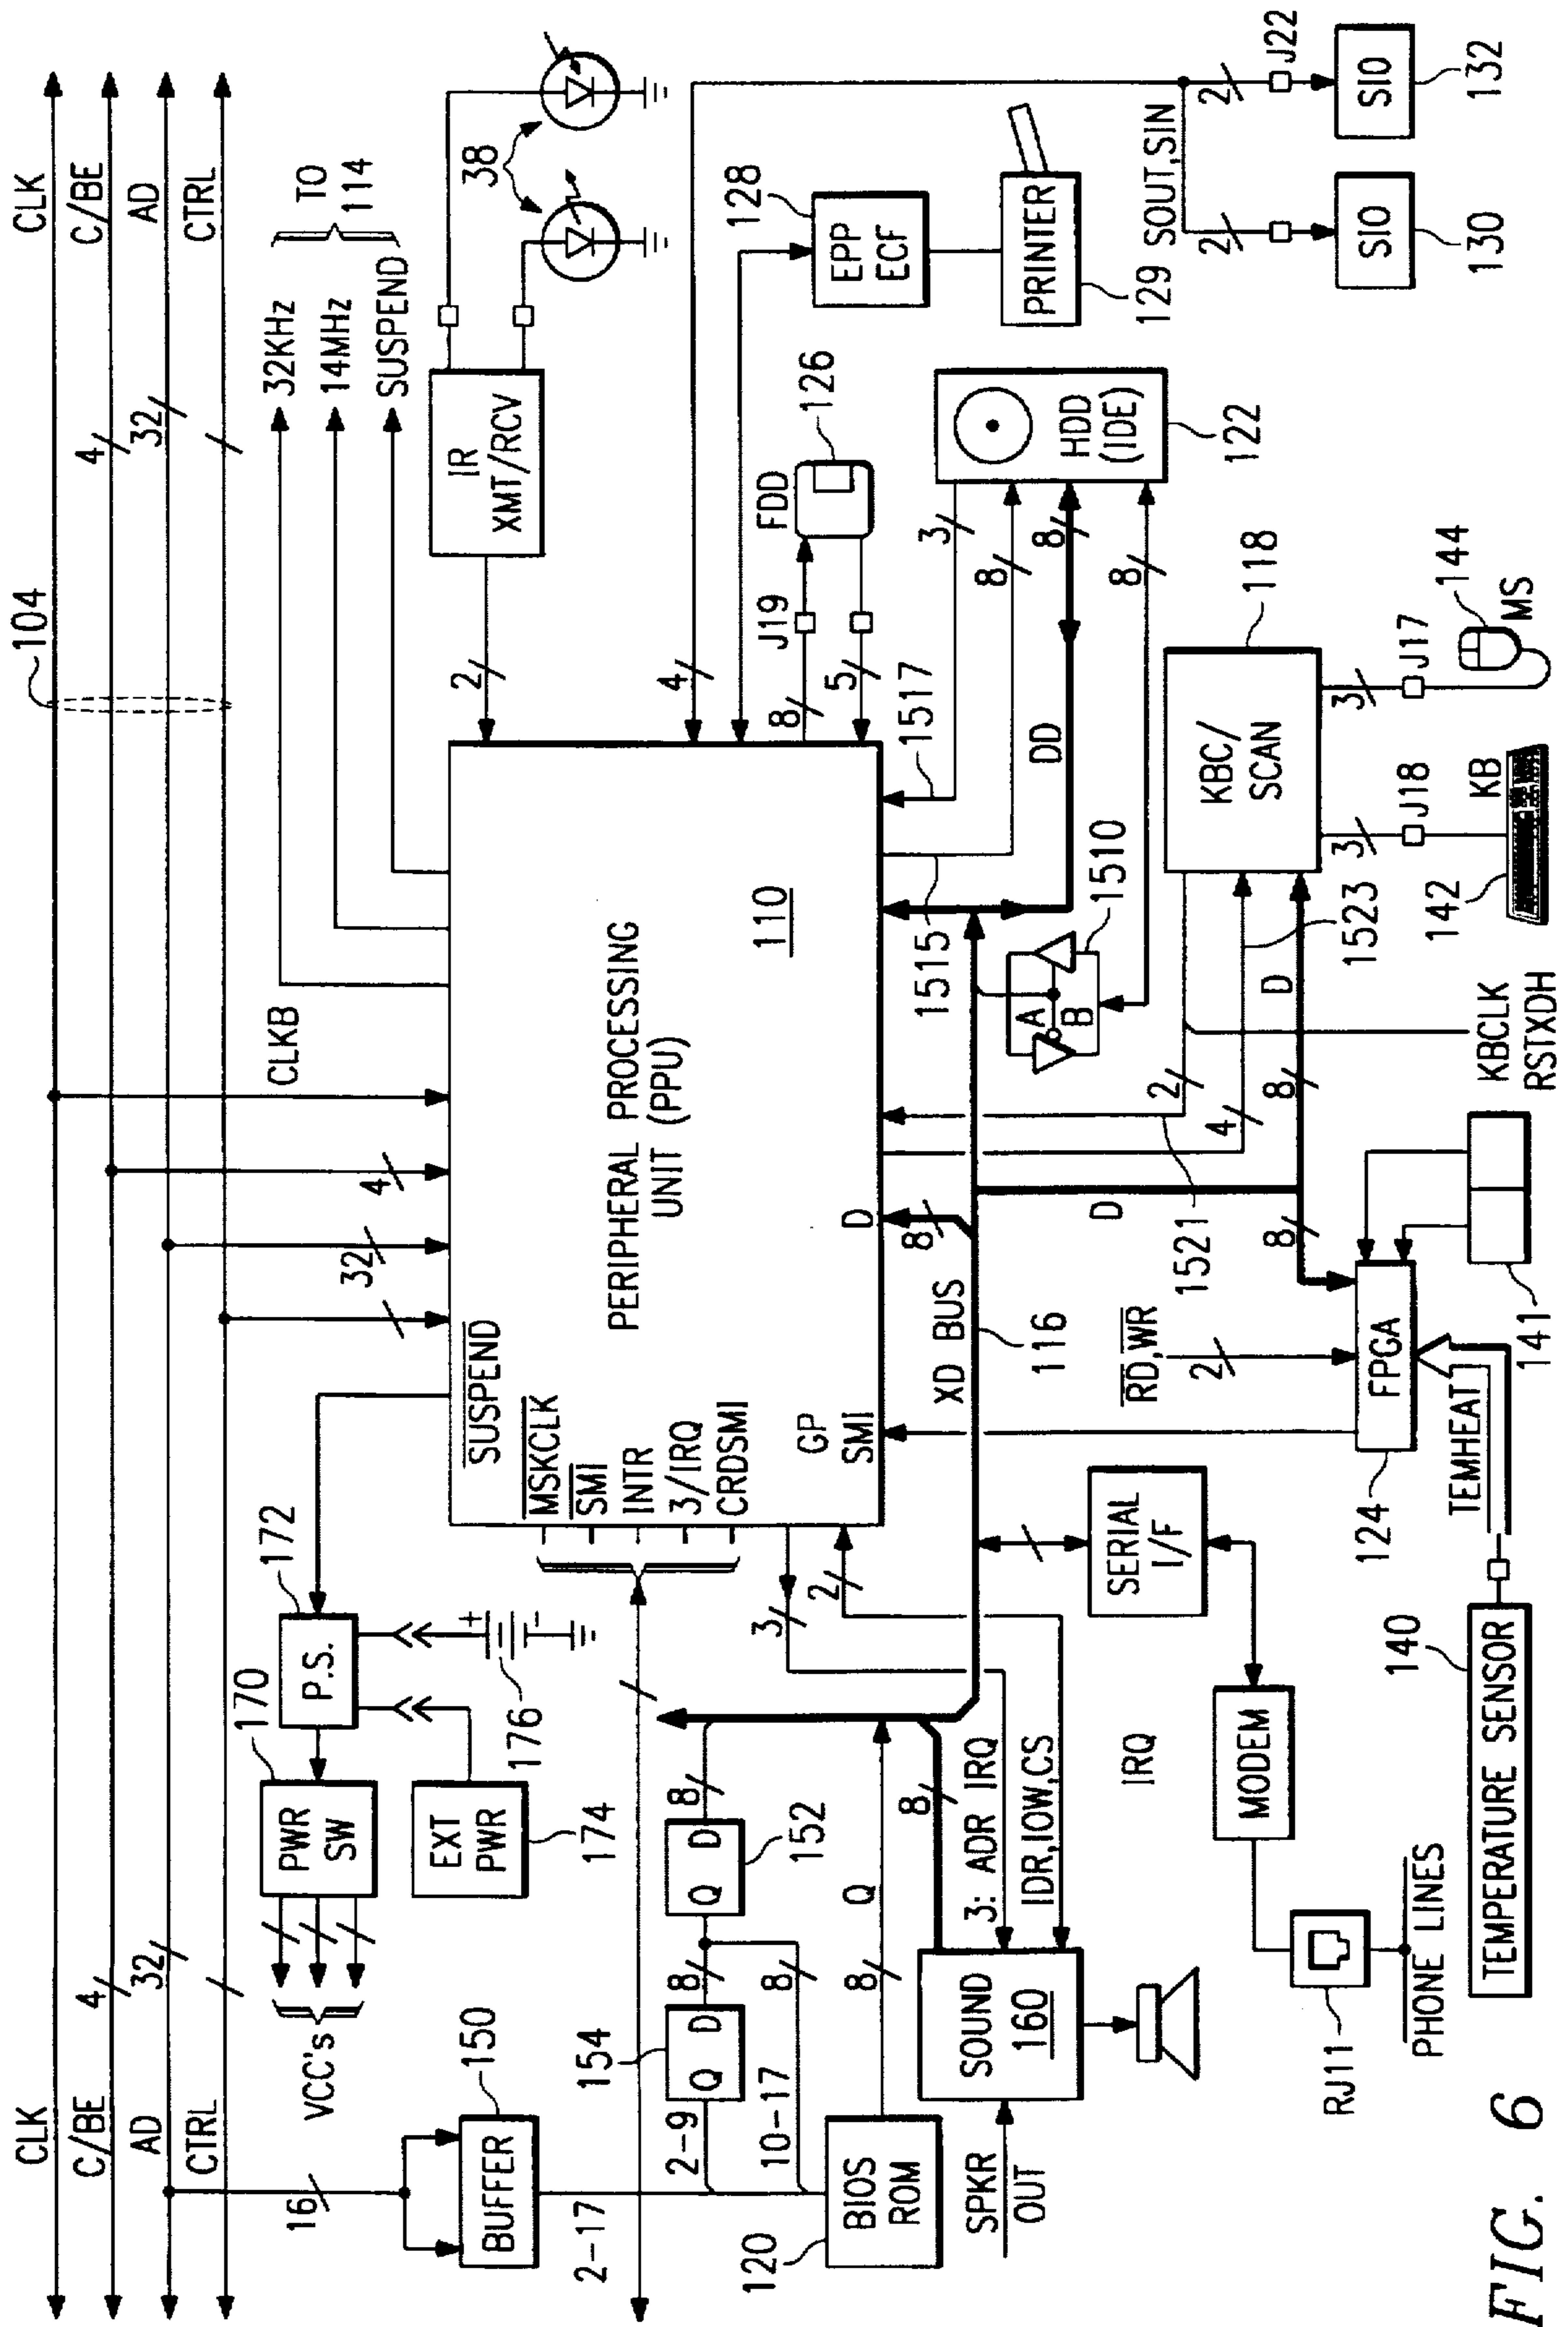 CLK
C/BE
AD
CTRL
4
32
104
CLK
C/BE
AD
CTRL
4
32
16
BUFFER
150
2-17
VCC's
PWR
SW
170
P.S.
172
EXT
PWR
174
176
+
-
32
4
CLKB
32KHz
14MHz
SUSPEND
TO
114
IR
XMT/RCV
2
38
SUSPEND
MSKCLK
SMI
INTR
3/IRQ
CRDSMI
GP
SMI
D
PERIPHERAL PROCESSING
UNIT (PPU)
110
154
Q D
8
152
Q D
8
2-9
10-17
8
BIOS
ROM
120
8
Q
SOUND
160
8
3: ADR IRQ
IDR,IOW,CS
SPKR
OUT
3
2
XD BUS
116
8
4
8
J19
5
FDD
126
EPP
ECF
128
PRINTER
129
SOUT,SIN
2
2
J22
SIO
130
SIO
132
1517
1515
3
8
DD
8
8
HDD
(IDE)
122
A
B
1510
KBC/
SCAN
118
2
4
8
D
1521
1523
D
8
KBCLK
RSTXDH
3
J18
KB
142
3
J17
144
MS
IRQ
SERIAL
I/F
MODEM
RJ11
PHONE LINES
RD,WR
2
FPGA
124
141
TEMHEAT
140
TEMPERATURE SENSOR
FIG. 6